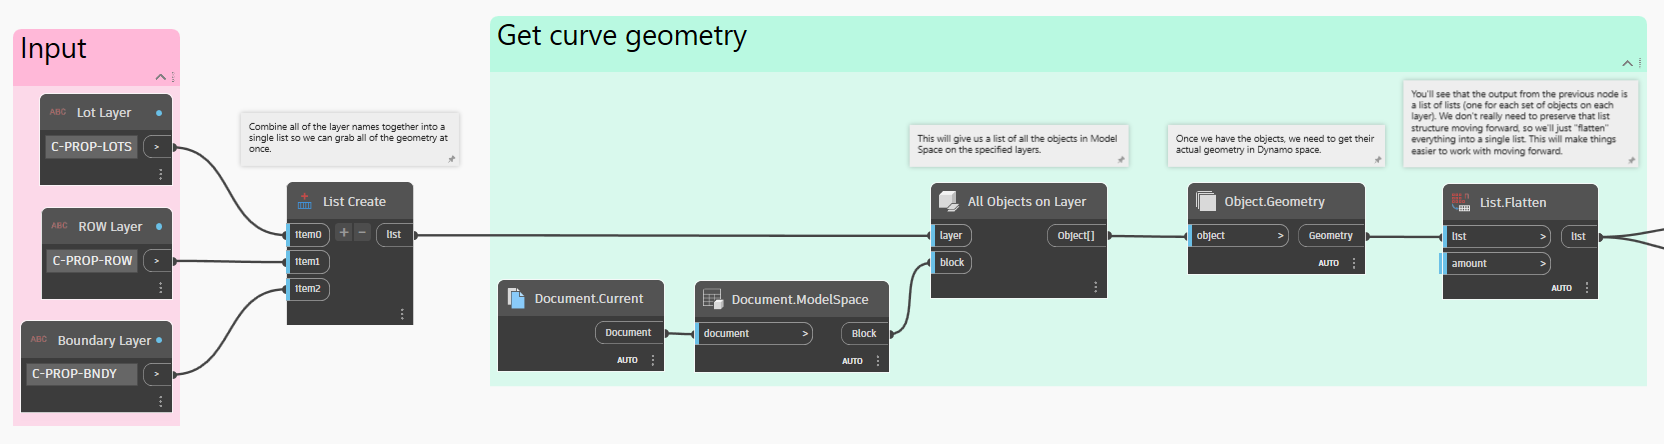 Input
ABC Lot Layer
C-PROP-LOTS >
ABC ROW Layer
C-PROP-ROW >
ABC Boundary Layer
C-PROP-BNDY >
Combine all of the layer names together into a
single list so we can grab all of the geometry at
once.
List Create
item0 + − list
item1
item2
Get curve geometry
Document.Current
Document
AUTO
Document.ModelSpace
document > Block
AUTO
This will give us a list of all the objects in Model
Space on the specified layers.
All Objects on Layer
layer Object[]
block
Once we have the objects, we need to get their
actual geometry in Dynamo space.
Object.Geometry
object > Geometry
AUTO
You'll see that the output from the previous node is
a list of lists (one for each set of objects on each
layer). We don't really need to preserve that list
structure moving forward, so we'll just "flatten"
everything into a single list. This will make things
easier to work with moving forward.
List.Flatten
list > list
amount >
AUTO